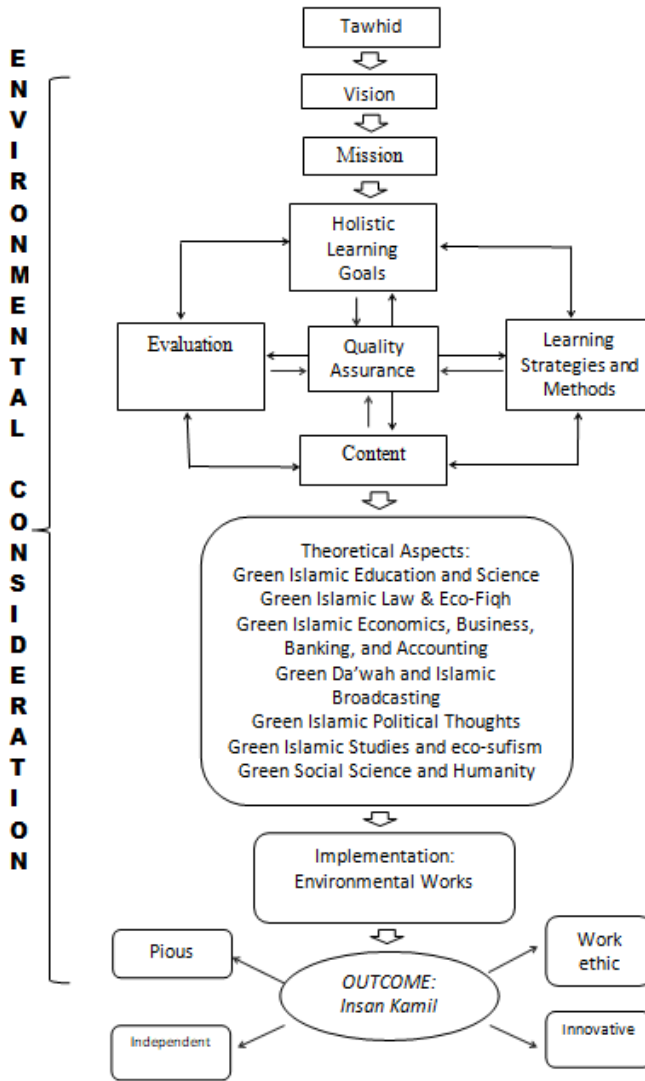 ENVIRONMENTAL CONSIDERATION
Tawhid
Vision
Mission
Holistic
Learning
Goals
Evaluation
Quality
Assurance
Learning
Strategies and
Methods
Content
Theoretical Aspects:
Green Islamic Education and Science
Green Islamic Law & Eco-Fiqh
Green Islamic Economics, Business,
Banking, and Accounting
Green Da’wah and Islamic
Broadcasting
Green Islamic Political Thoughts
Green Islamic Studies and eco-sufism
Green Social Science and Humanity
Implementation:
Environmental Works
Pious
Work
ethic
OUTCOME:
Insan Kamil
Independent
Innovative